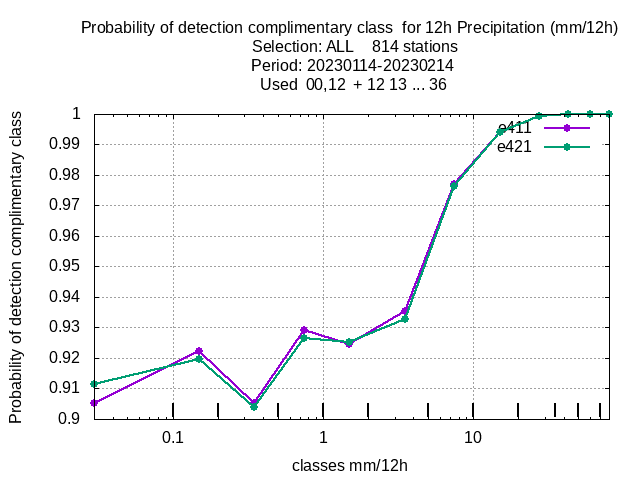 Probability of detection complimentary class  for 12h Precipitation (mm/12h)
Selection: ALL    814 stations
Period: 20230114-20230214
Used  00,12  + 12 13 ... 36
Probability of detection complimentary class
1
0.99
0.98
0.97
0.96
0.95
0.94
0.93
0.92
0.91
0.9
e411
e421
0.1 1 10
classes mm/12h